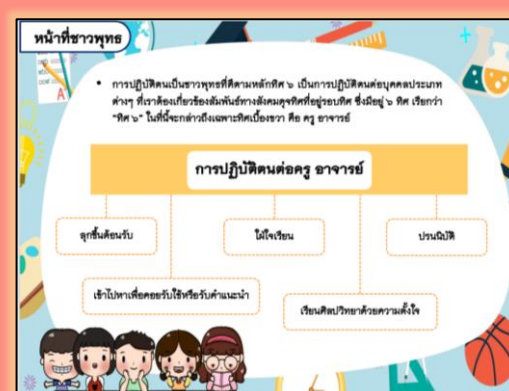 หน้าที่ชาวพุทธ
A
• การปฏิบัติตนเป็นชาวพุทธที่ดีตามหลักทิศ ๖ เป็นการปฏิบัติตนต่อบุคคลประเภท
ต่างๆ ที่เราต้องเกี่ยวข้องสัมพันธ์ทางสังคมดุจทิศที่อยู่รอบทิศ ซึ่งมีอยู่ ๖ ทิศ เรียกว่า
"ทิศ ๖" ในที่นี้จะกล่าวถึงเฉพาะทิศเบื้องขวา คือ ครู อาจารย์
การปฏิบัติตนต่อครู อาจารย์
ลุกขึ้นต้อนรับ
ใฝ่ใจเรียน
ปรนนิบัติ
เข้าไปหาเพื่อคอยรับใช้หรือรับคำแนะนำ
เรียนศิลปวิทยาด้วยความตั้งใจ